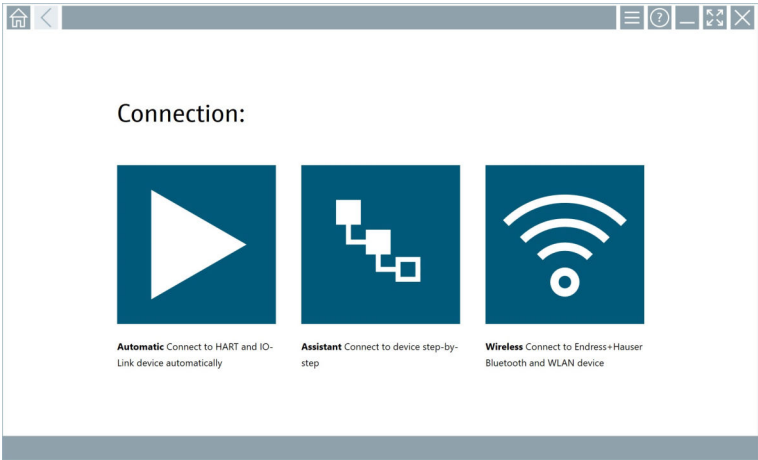 Connection:
Automatic Connect to HART and IO-
Link device automatically
Assistant Connect to device step-by-
step
Wireless Connect to Endress+Hauser
Bluetooth and WLAN device